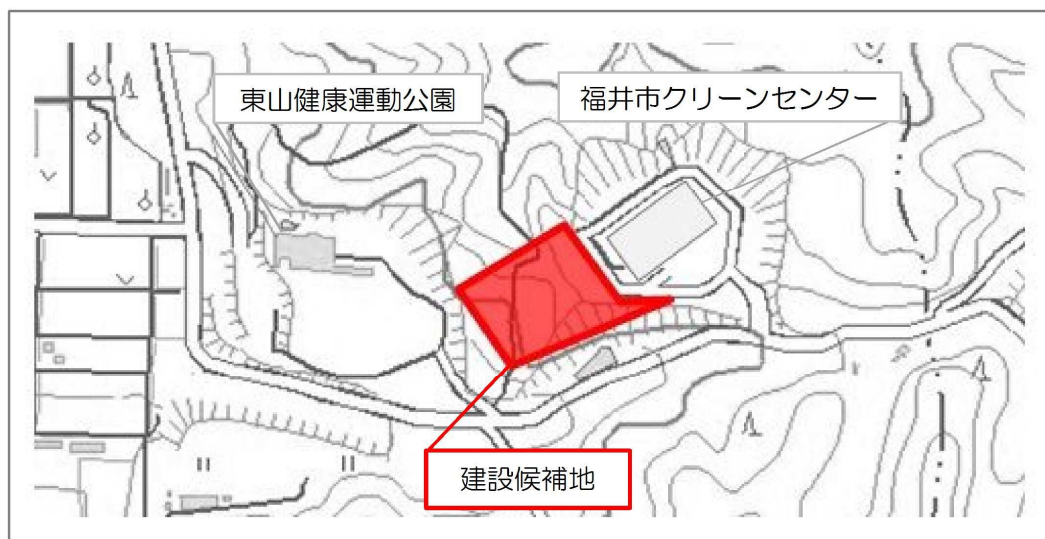 東山健康運動公園
福井市クリーンセンター
建設候補地